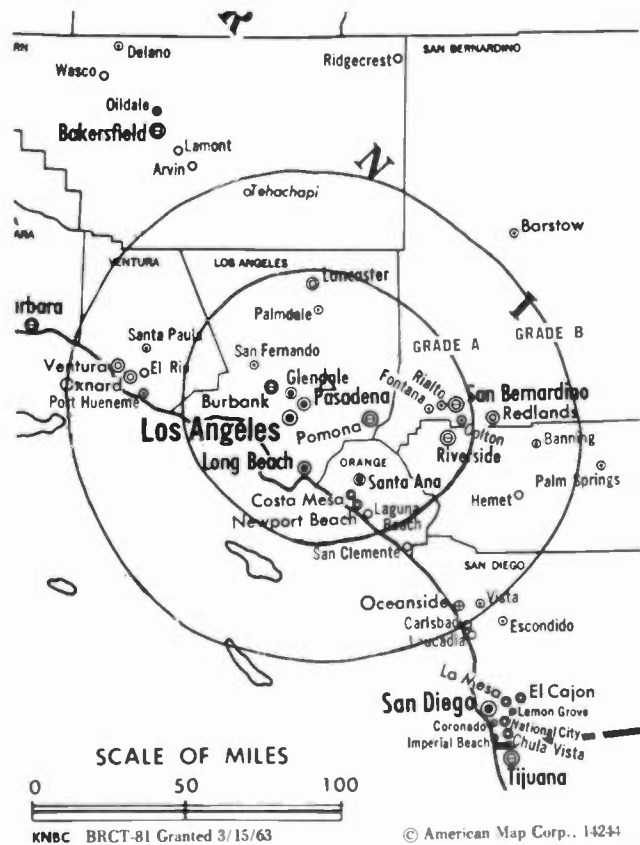 RN
Delano
SAN BERNARDINO
Wasco
Ridgecrest
Oildale
Bakersfield
Lamont
Arvin
N
Tehachapi
Barstow
ARA
VENTURA
LOS ANGELES
I
Lancaster
rbara
Palmdale
GRADE A
GRADE B
Santa Paula
San Fernando
Ventura
El Rio
Oxnard
Port Hueneme
Glendale
Burbank
Pasadena
Rialto
Fontana
San Bernardino
Redlands
Los Angeles
Pomona
Colton
Riverside
Banning
Long Beach
ORANGE
Santa Ana
Palm Springs
Costa Mesa
Hemet
Newport Beach
Laguna
Beach
San Clemente
SAN DIEGO
Oceanside
Vista
Carlsbad
Escondido
Leucadia
La Mesa
El Cajon
San Diego
Lemon Grove
Coronado
National City
Imperial Beach
Chula Vista
Tijuana
SCALE OF MILES
0 50 100
KNBC BRCT-81 Granted 3/15/63
© American Map Corp., 14244